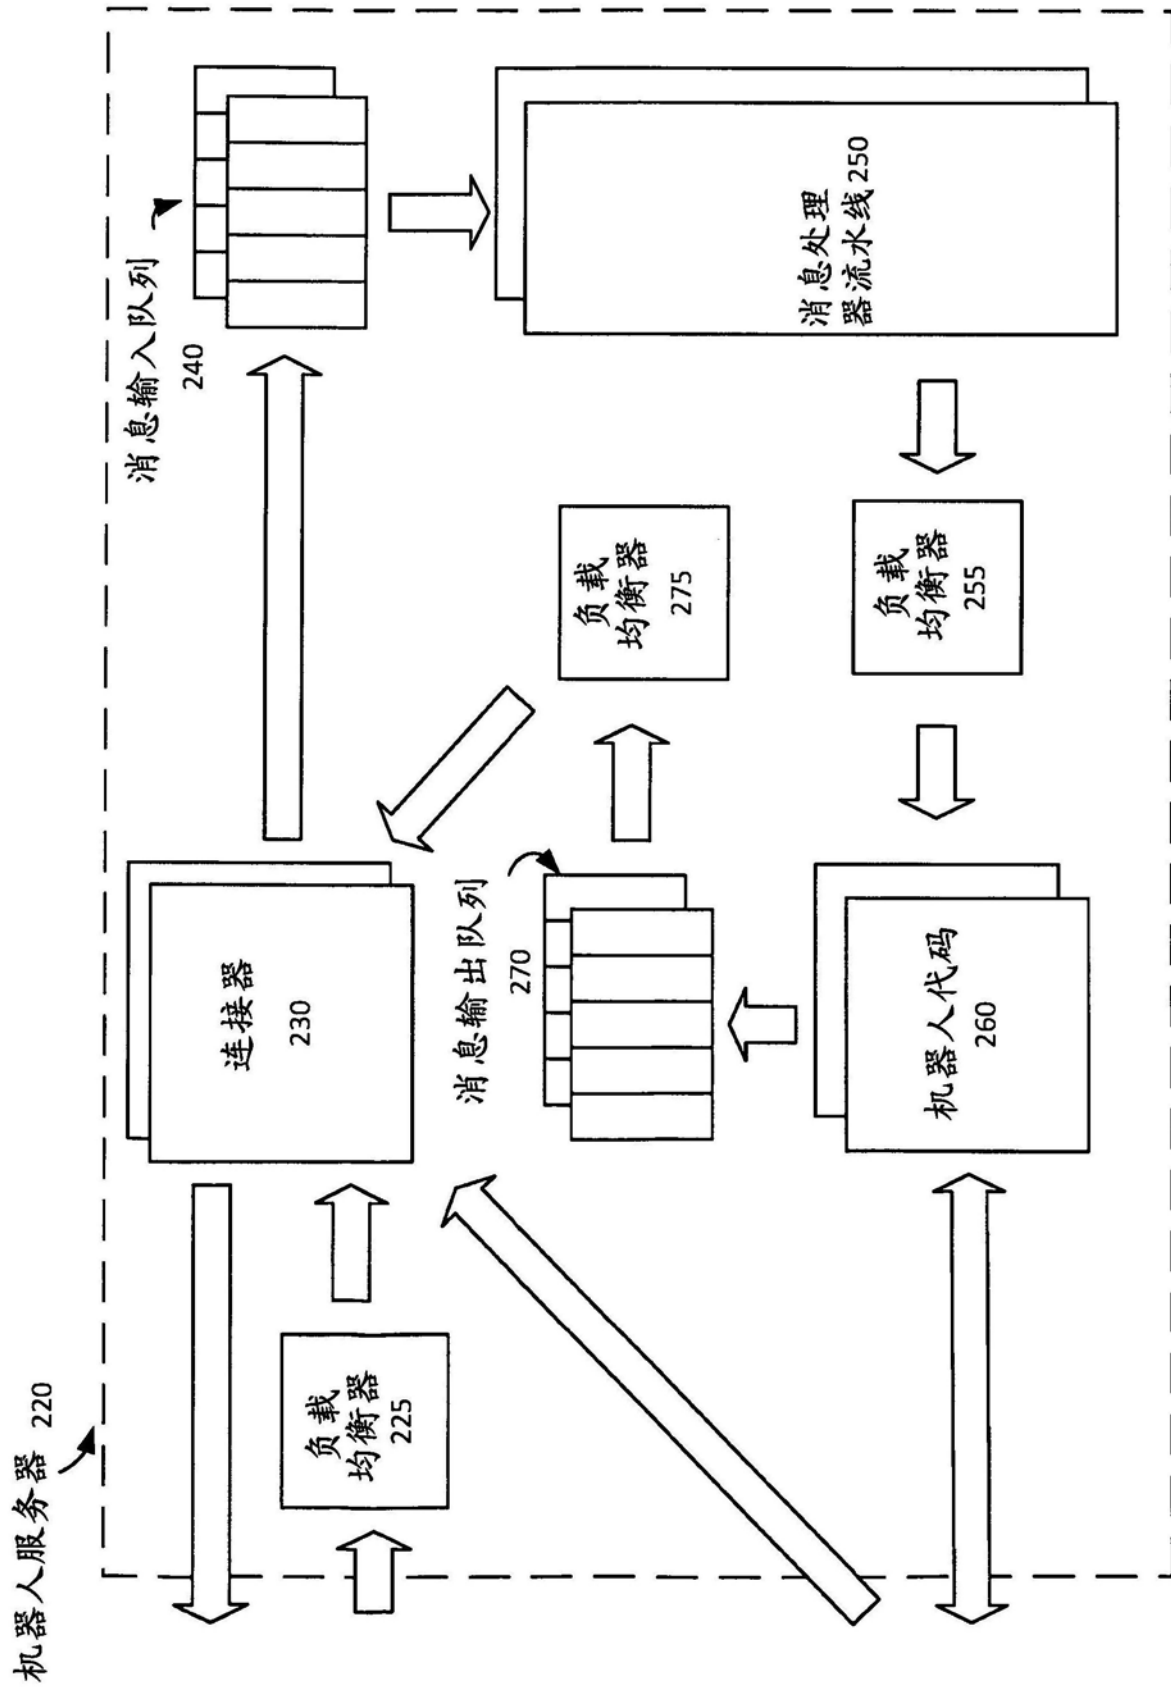 机器人服务器 220
负载
均衡器
225
连接器
230
消息输入队列
240
消息输出队列
270
负载
均衡器
275
消息处理
器流水线250
机器人代码
260
负载
均衡器
255